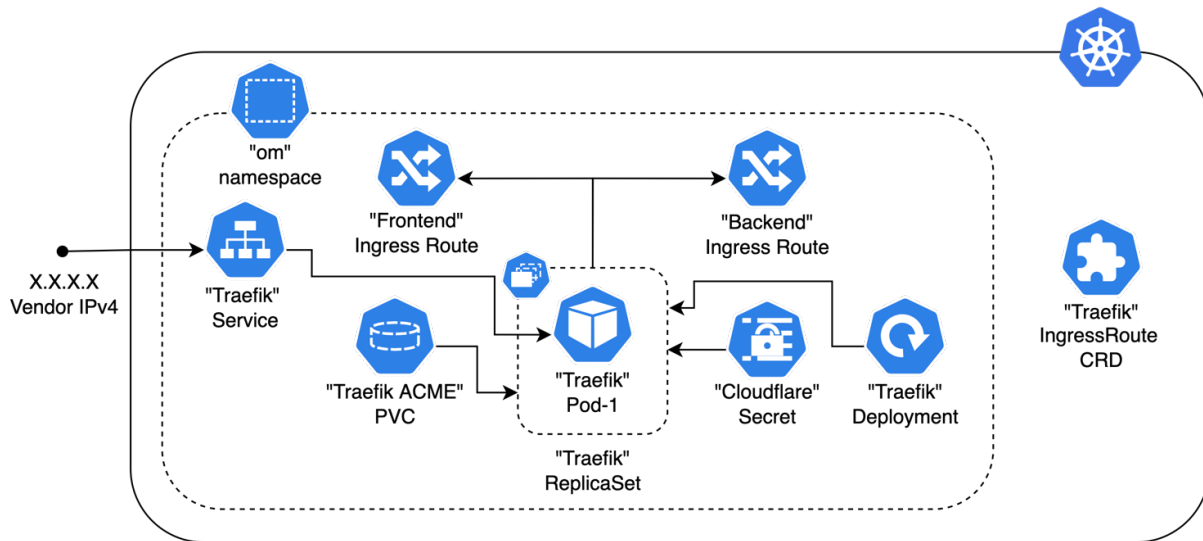 "om"
namespace
"Frontend"
Ingress Route
"Backend"
Ingress Route
X.X.X.X
Vendor IPv4
"Traefik"
Service
"Traefik ACME"
PVC
"Traefik"
Pod-1
"Cloudflare"
Secret
"Traefik"
Deployment
"Traefik"
IngressRoute
CRD
"Traefik"
ReplicaSet